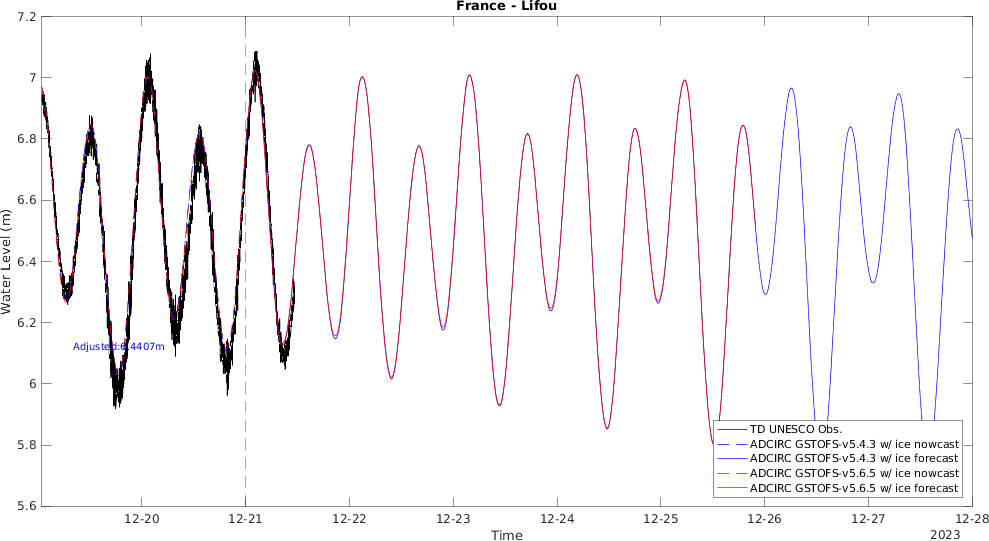 France - Lifou
Water Level (m)
7.2
7
6.8
6.6
6.4
6.2
6
5.8
5.6
Adjusted:6.4407m
TD UNESCO Obs.
ADCIRC GSTOFS-v5.4.3 w/ ice nowcast
ADCIRC GSTOFS-v5.4.3 w/ ice forecast
ADCIRC GSTOFS-v5.6.5 w/ ice nowcast
ADCIRC GSTOFS-v5.6.5 w/ ice forecast
12-20 12-21 12-22 12-23 12-24 12-25 12-26 12-27 12-28
Time
2023